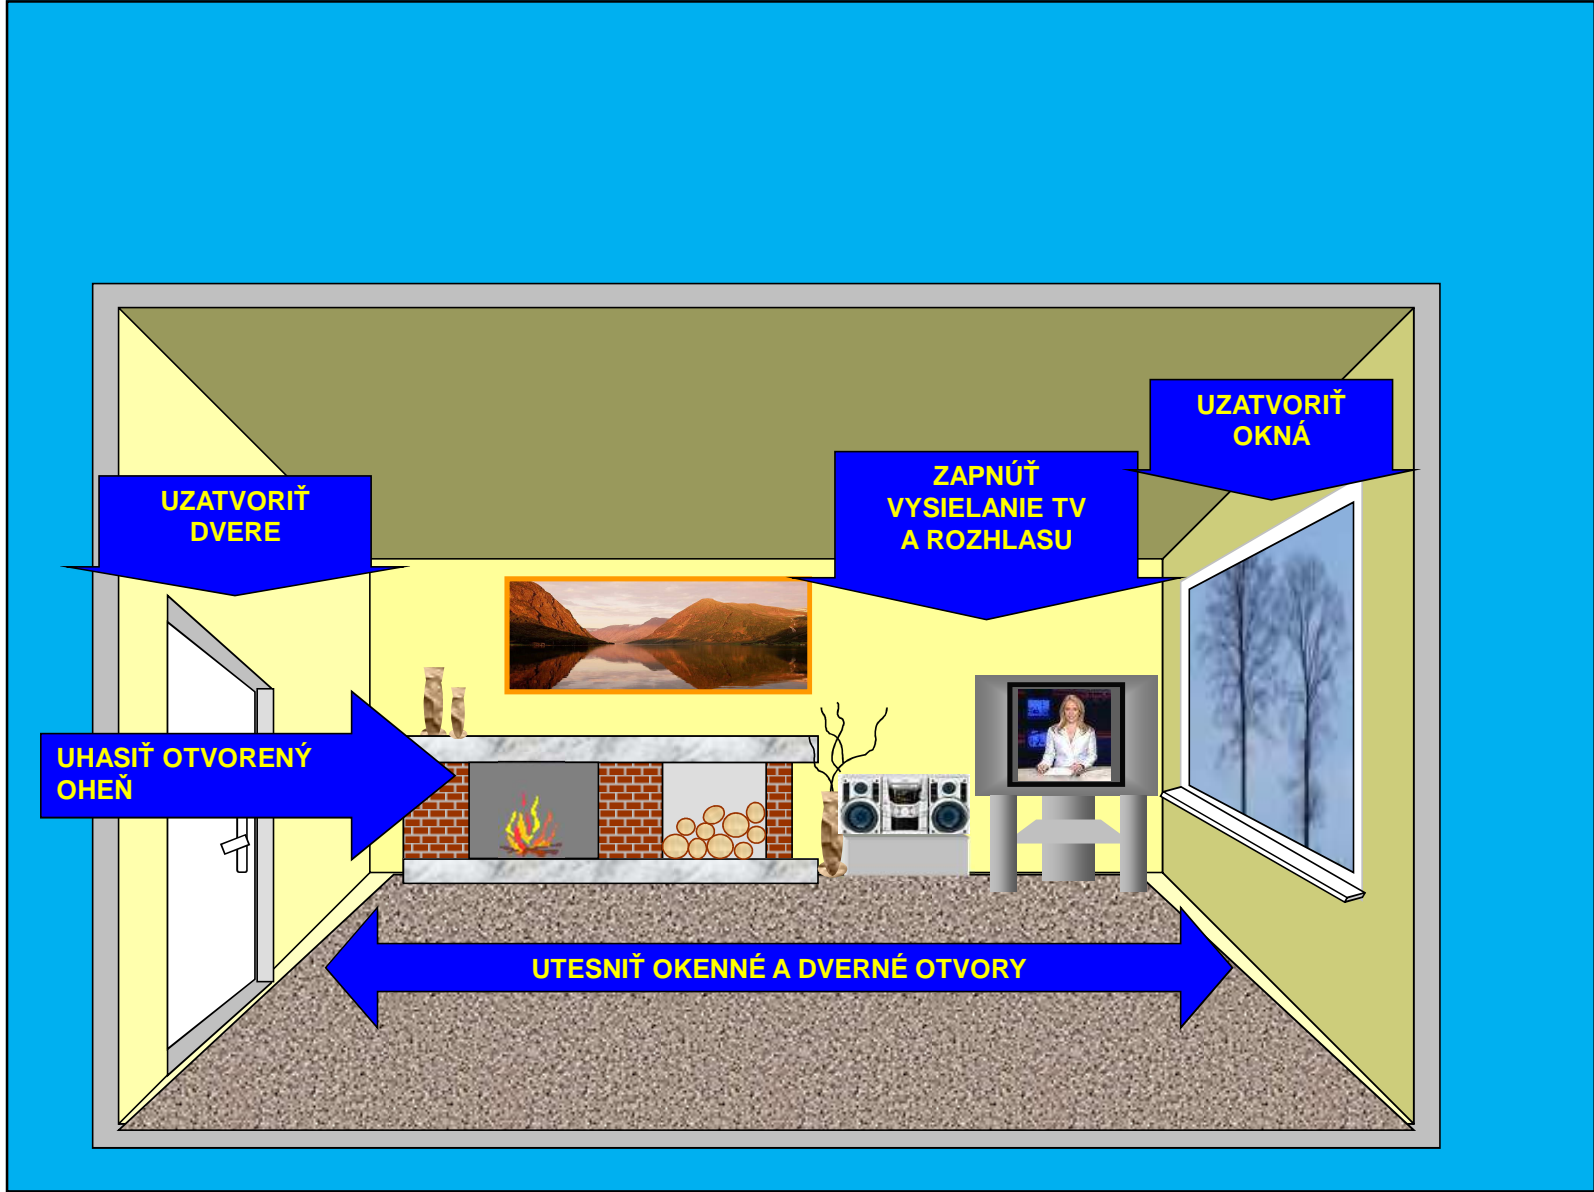 UZATVORIŤ
OKNÁ
ZAPNÚŤ
VYSIELANIE TV
A ROZHLASU
UZATVORIŤ
DVERE
UHASIŤ OTVORENÝ
OHEŇ
UTESNIŤ OKENNÉ A DVERNÉ OTVORY